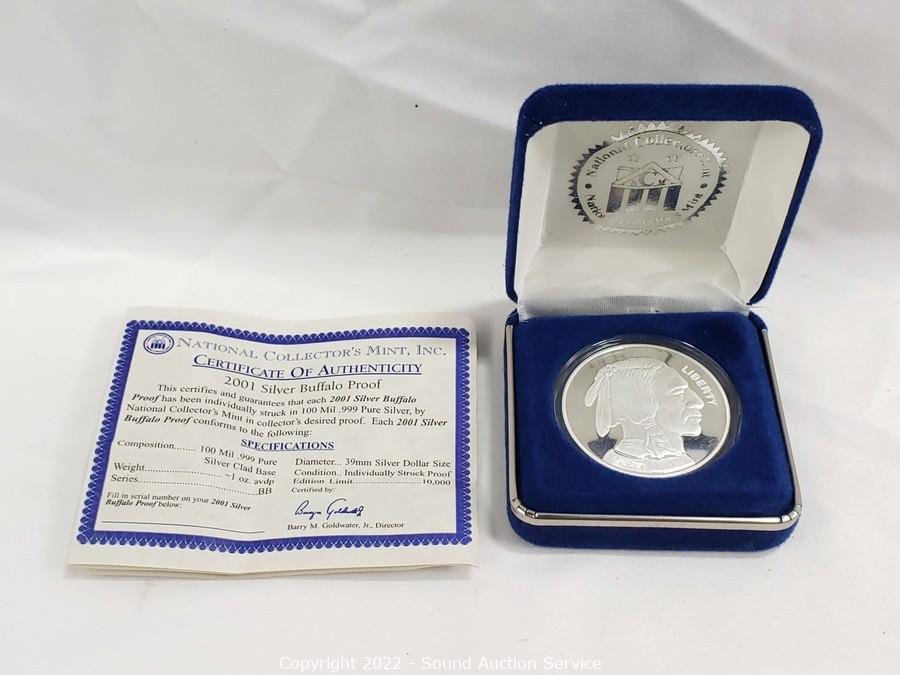 NATIONAL COLLECTOR'S MINT, INC.
CERTIFICATE OF AUTHENTICITY
2001 Silver Buffalo Proof
This certifies and guarantees that each 2001 Silver Buffalo
Proof has been individually struck in 100 Mil .999 Pure Silver, by
National Collector's Mint in collector's desired proof. Each 2001 Silver
Buffalo Proof conforms to the following:
SPECIFICATIONS
Composition.......... 100 Mil .999 Pure
Silver Clad Base
Weight........................ ~1 oz. avdp
Series................................ BB
Fill in serial number on your 2001 Silver
Buffalo Proof below:
Diameter... 39mm Silver Dollar Size
Condition.. Individually Struck Proof
Edition Limit....................... 10,000
Certified by:
Barry M. Goldwater, Jr., Director
National Collector's Mint
National Mint
LIBERTY
Copyright 2022 - Sound Auction Service